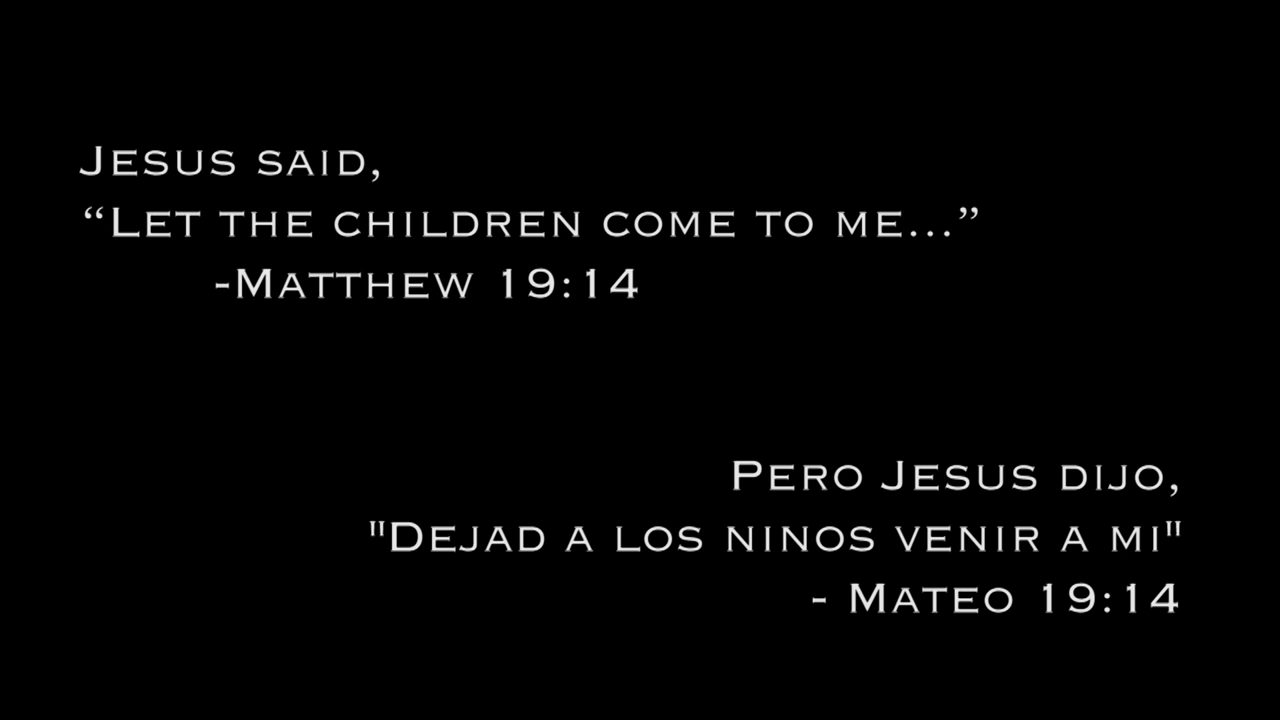 Jesus said,
“Let the children come to me...”
-Matthew 19:14
Pero Jesus dijo,
"Dejad a los ninos venir a mi"
- Mateo 19:14